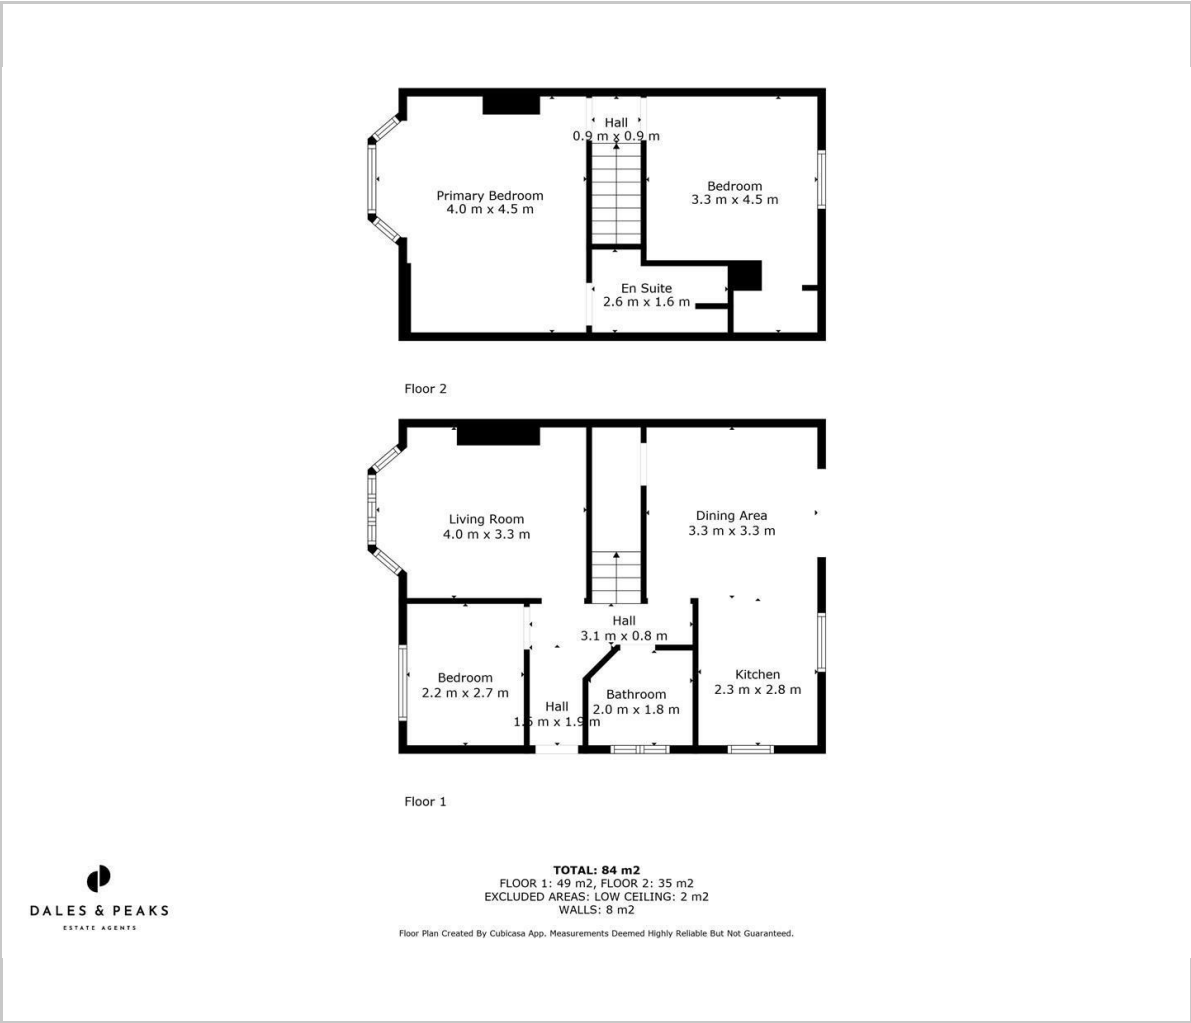 Hall
0.9 m x 0.9 m
Primary Bedroom
4.0 m x 4.5 m
Bedroom
3.3 m x 4.5 m
En Suite
2.6 m x 1.6 m
Floor 2
Living Room
4.0 m x 3.3 m
Dining Area
3.3 m x 3.3 m
Hall
3.1 m x 0.8 m
Bedroom
2.2 m x 2.7 m
Kitchen
2.3 m x 2.8 m
Bathroom
2.0 m x 1.8 m
Hall
m x 1.9 m
Floor 1
TOTAL: 84 m2
FLOOR 1: 49 m2, FLOOR 2: 35 m2
EXCLUDED AREAS: LOW CEILING: 2 m2
WALLS: 8 m2
DALES & PEAKS
ESTATE AGENTS
Floor Plan Created By Cubicasa App. Measurements Deemed Highly Reliable But Not Guaranteed.